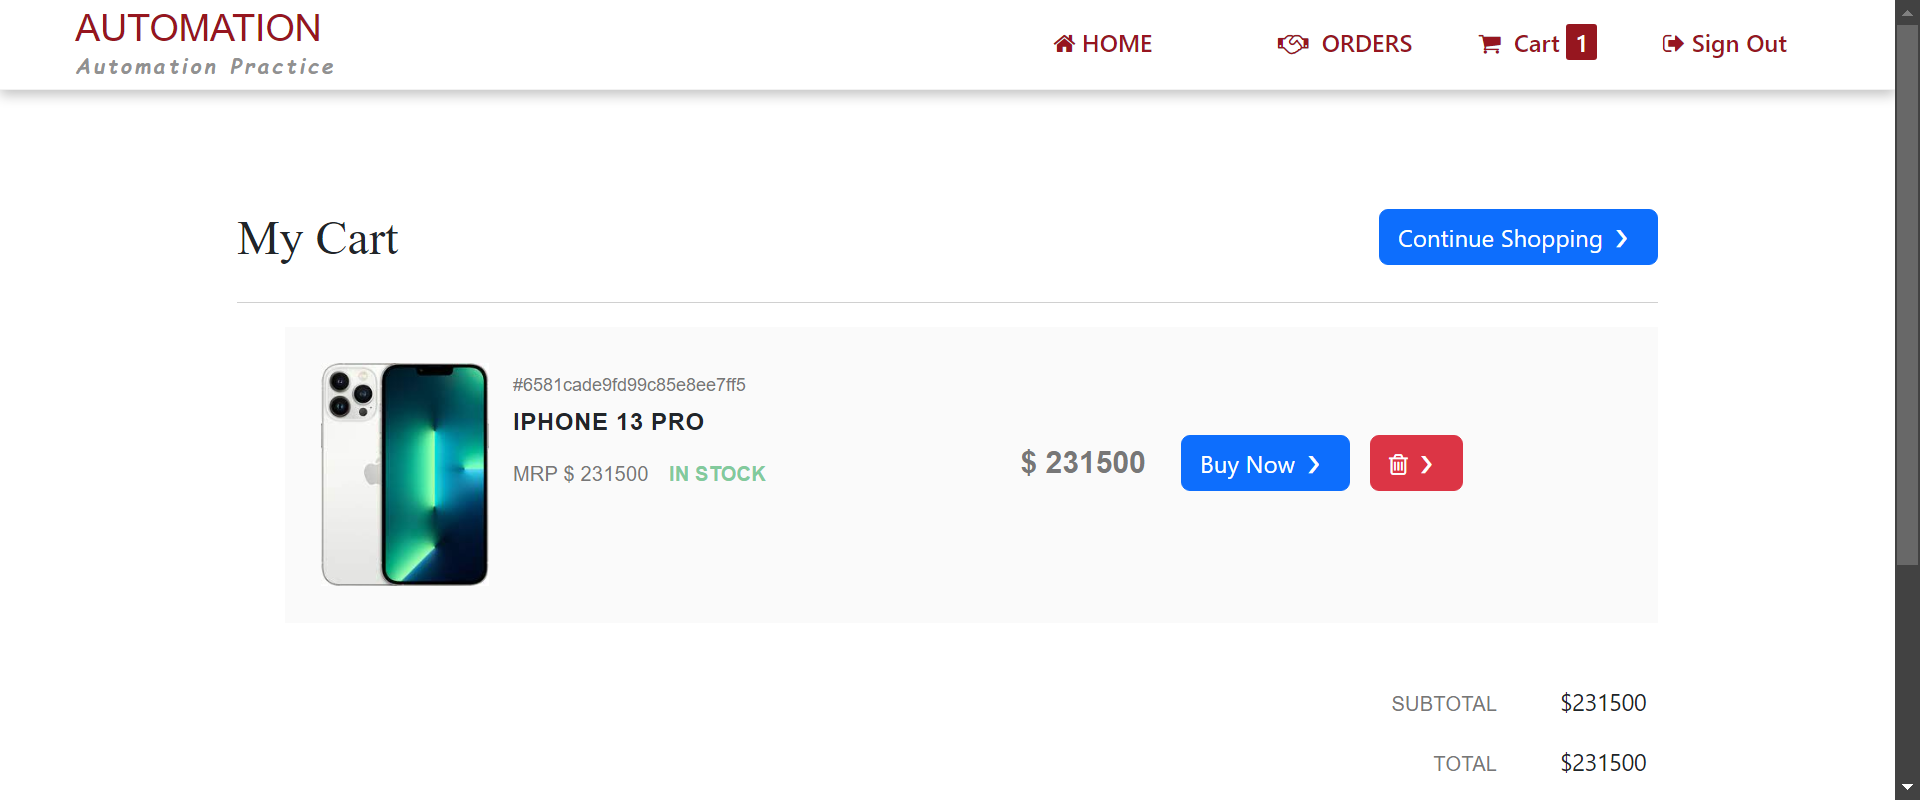 AUTOMATION
Automation Practice
HOME
ORDERS
Cart 1
Sign Out
My Cart
Continue Shopping ❯
#6581cade9fd99c85e8ee7ff5
IPHONE 13 PRO
MRP $ 231500 IN STOCK
$ 231500
Buy Now ❯
❯
SUBTOTAL $231500
TOTAL $231500